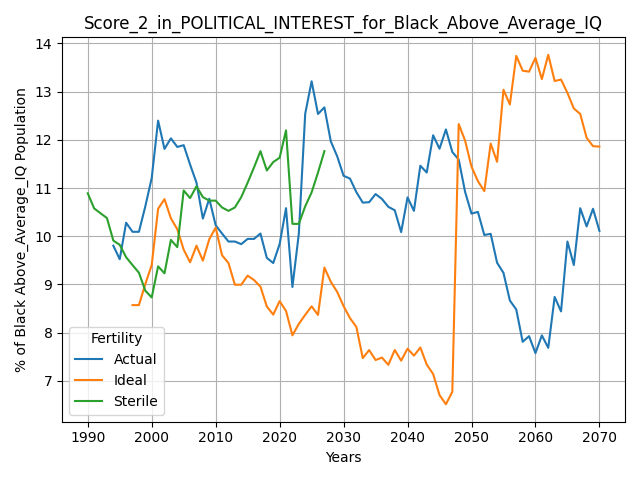 Score_2_in_POLITICAL_INTEREST_for_Black_Above_Average_IQ
% of Black Above_Average_IQ Population
14
13
12
11
10
9
8
7
Fertility
Actual
Ideal
Sterile
1990 2000 2010 2020 2030 2040 2050 2060 2070
Years